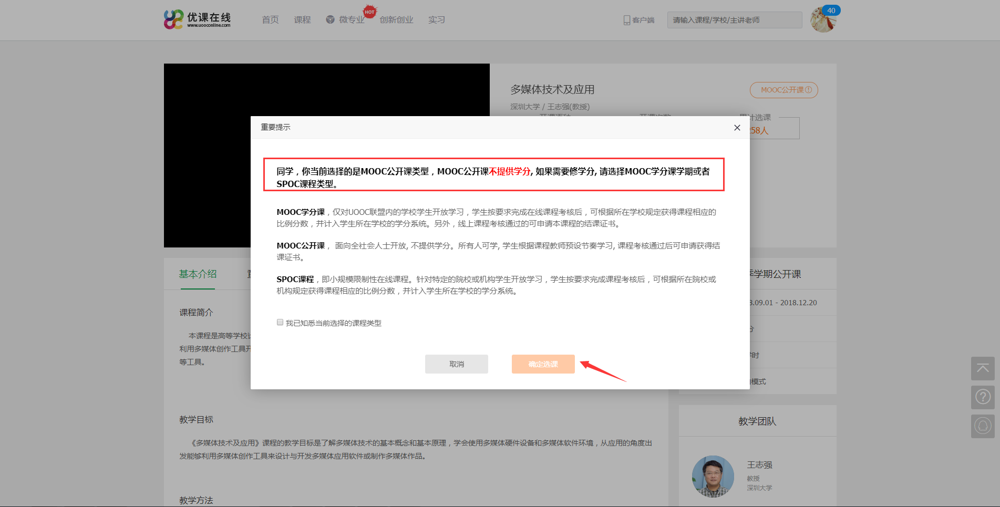 优课在线
www.uooconline.com
首页
课程
微专业
HOT
创新创业
实习
客户端
请输入课程/学校/主讲老师
40
多媒体技术及应用
MOOC公开课
深圳大学 / 王志强(教授)
计选课
58人
重要提示
同学，你当前选择的是MOOC公开课类型，MOOC公开课不提供学分, 如果需要修学分, 请选择MOOC学分课学期或者
SPOC课程类型。
MOOC学分课，仅对UOOC联盟内的学校学生开放学习，学生按要求完成在线课程考核后，可根据所在学校规定获得课程相应的
比例分数，并计入学生所在学校的学分系统。另外，线上课程考核通过的可申请本课程的结课证书。
MOOC公开课， 面向全社会人士开放, 不提供学分。所有人可学, 学生根据课程教师预设节奏学习, 课程考核通过后可申请获得结
课证书。
SPOC课程，即小规模限制性在线课程。针对特定的院校或机构学生开放学习，学生按要求完成课程考核后，可根据所在院校或
机构规定获得课程相应的比例分数，并计入学生所在学校的学分系统。
我已知悉当前选择的课程类型
取消
确定选课
基本介绍
季学期公开课
8.09.01 - 2018.12.20
分
学时
模式
课程简介
本课程是高等学校
利用多媒体创作工具开
等工具。
教学目标
《多媒体技术及应用》课程的教学目标是了解多媒体技术的基本概念和基本原理，学会使用多媒体硬件设备和多媒体软件环境，从应用的角度出
发能够利用多媒体创作工具来设计与开发多媒体应用软件或制作多媒体作品。
教学方法
教学团队
王志强
教授
深圳大学